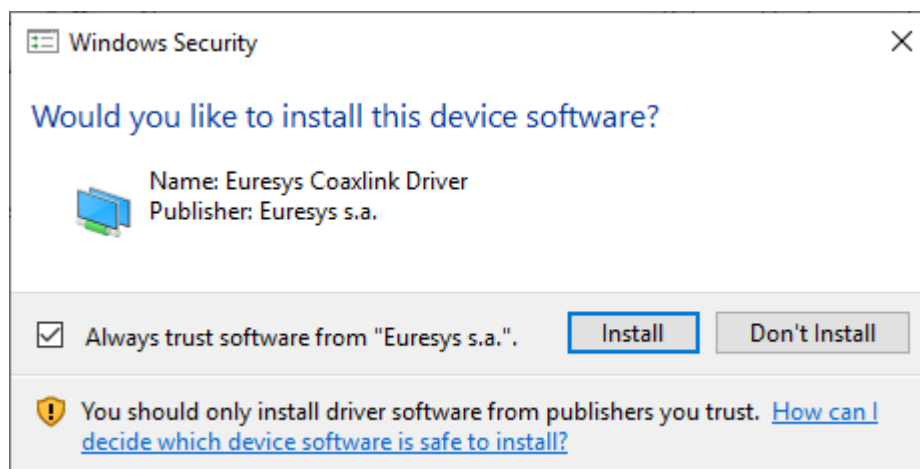 Windows Security
Would you like to install this device software?
Name: Euresys Coaxlink Driver
Publisher: Euresys s.a.
Always trust software from "Euresys s.a.".
Install
Don't Install
You should only install driver software from publishers you trust. How can I
decide which device software is safe to install?